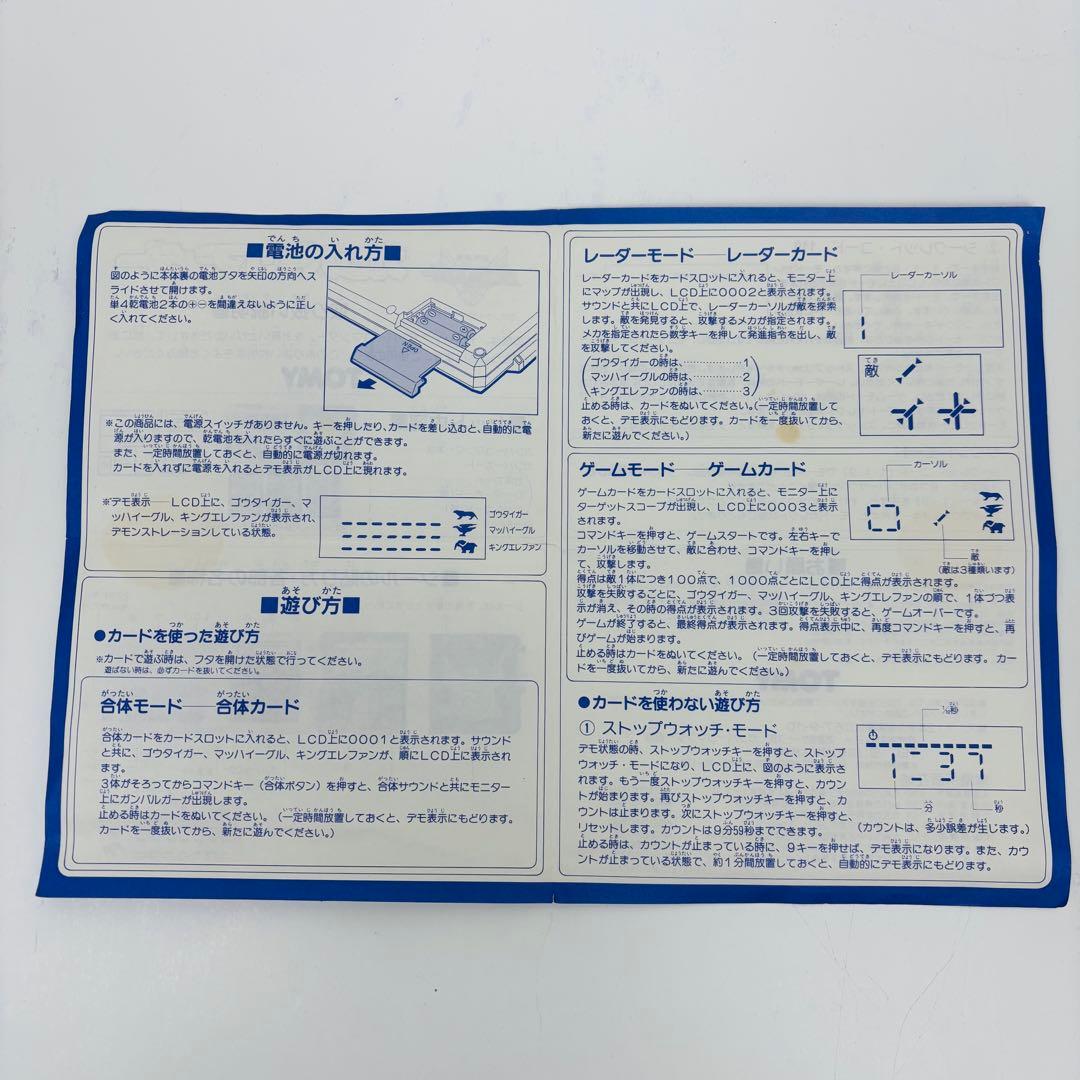 ■電池の入れ方■
図のように本体裏の電池ブタを矢印の方向へス
ライドさせて開けます。
単4乾電池2本の⊕⊖を間違えないように正し
く入れてください。
OPEN
※この商品には、電源スイッチがありません。キーを押したり、カードを差し込むと、自動的に電
源が入りますので、乾電池を入れたらすぐに遊ぶことができます。
また、一定時間放置しておくと、自動的に電源が切れます。
カードを入れずに電源を入れるとデモ表示がLCD上に現れます。
※デモ表示──LCD上に、ゴウタイガー、マ
ッハイーグル、キングエレファンが表示され、
デモンストレーションしている状態。
ゴウタイガー
マッハイーグル
キングエレファン
■遊び方■
●カードを使った遊び方
※カードで遊ぶ時は、フタを開けた状態で行ってください。
遊ばない時は、必ずカードを抜いてください。
合体モード──合体カード
合体カードをカードスロットに入れると、LCD上に0001と表示されます。サウンド
と共に、ゴウタイガー、マッハイーグル、キングエレファンが、順にLCD上に表示され
ます。
3体がそろってからコマンドキー（合体ボタン）を押すと、合体サウンドと共にモニター
上にガンバルガーが出現します。
止める時はカードをぬいてください。（一定時間放置しておくと、デモ表示にもどります。
カードを一度抜いてから、新たに遊んでください。）
レーダーモード──レーダーカード
レーダーカードをカードスロットに入れると、モニター上
にマップが出現し、LCD上に0002と表示されます。
サウンドと共にLCD上で、レーダーカーソルが敵を探索
します。敵を発見すると、攻撃するメカが指定されます。
メカを指定されたら数字キーを押して発進指令を出し、敵
を攻撃してください。
ゴウタイガーの時は、…………1
マッハイーグルの時は、………2
キングエレファンの時は、……3
止める時は、カードをぬいてください。（一定時間放置して
おくと、デモ表示にもどります。カードを一度抜いてから、
新たに遊んでください。）
レーダーカーソル
敵
ゲームモード──ゲームカード
ゲームカードをカードスロットに入れると、モニター上に
ターゲットスコープが出現し、LCD上に0003と表示
されます。
コマンドキーを押すと、ゲームスタートです。左右キーで
カーソルを移動させて、敵に合わせ、コマンドキーを押し
て、攻撃します。
得点は敵1体につき100点で、1000点ごとにLCD上に得点が表示されます。
攻撃を失敗するごとに、ゴウタイガー、マッハイーグル、キングエレファンの順で、1体づつ表
示が消え、その時の得点が表示されます。3回攻撃を失敗すると、ゲームオーバーです。
ゲームが終了すると、最終得点が表示されます。得点表示中に、再度コマンドキーを押すと、再
びゲームが始まります。
止める時はカードをぬいてください。（一定時間放置しておくと、デモ表示にもどります。カー
ドを一度抜いてから、新たに遊んでください。）
カーソル
敵
（敵は3種類います）
●カードを使わない遊び方
① ストップウォッチ・モード
デモ状態の時、ストップウォッチキーを押すと、ストップ
ウォッチ・モードになり、LCD上に、図のように表示さ
れます。もう一度ストップウォッチキーを押すと、カウン
トが始まります。再びストップウォッチキーを押すと、カ
ウントは止まります。次にストップウォッチキーを押すと、
リセットします。カウントは9分59秒までできます。
止める時は、カウントが止まっている時に、9キーを押せば、デモ表示になります。また、カウ
ントが止まっている状態で、約1分間放置しておくと、自動的にデモ表示にもどります。
1/10秒
1_37
分
秒
（カウントは、多少誤差が生じます。）